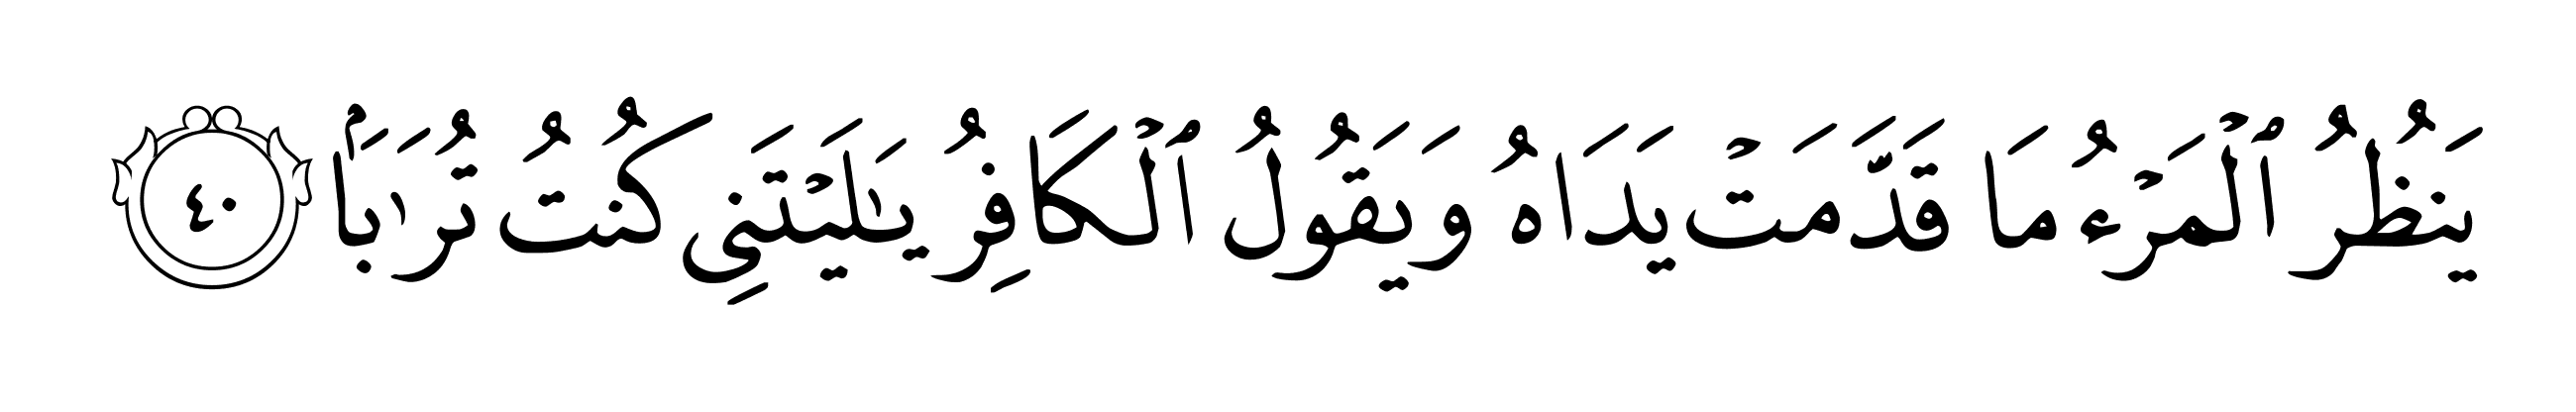 يَنظُرُ ٱلۡمَرۡءُ مَا قَدَّمَتۡ يَدَاهُ وَيَقُولُ ٱلۡكَافِرُ يَٰلَيۡتَنِي كُنتُ تُرَٰبَۢا ٤٠